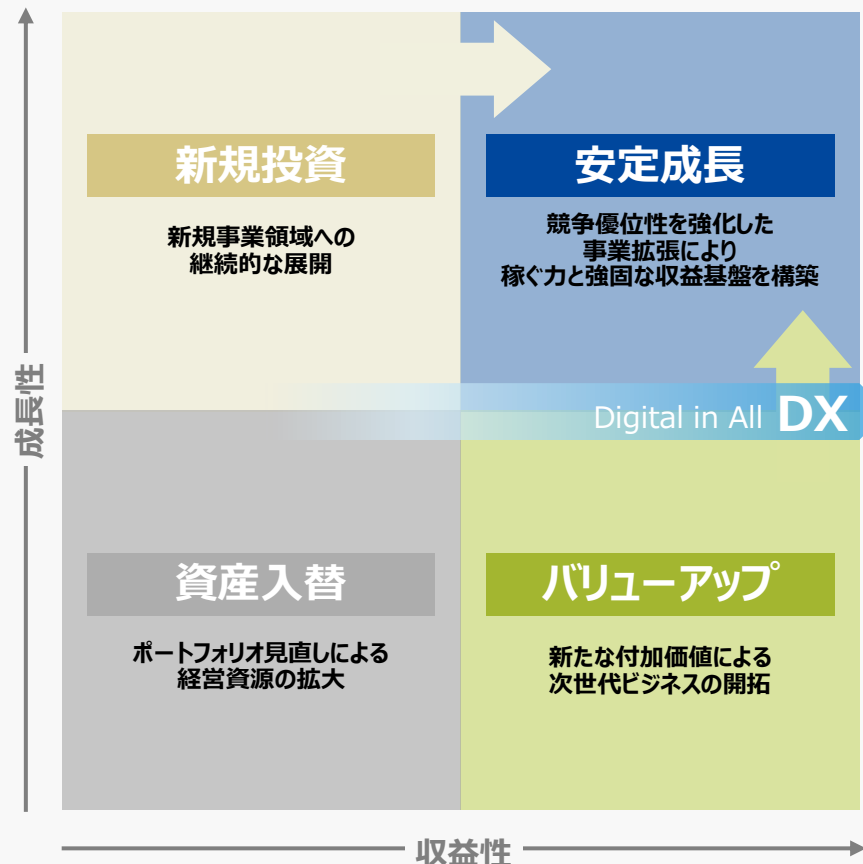 新規投資
新規事業領域への
継続的な展開
安定成長
競争優位性を強化した
事業拡張により
稼ぐ力と強固な収益基盤を構築
成長性
Digital in All DX
資産入替
ポートフォリオ見直しによる
経営資源の拡大
バリューアップ
新たな付加価値による
次世代ビジネスの開拓
収益性